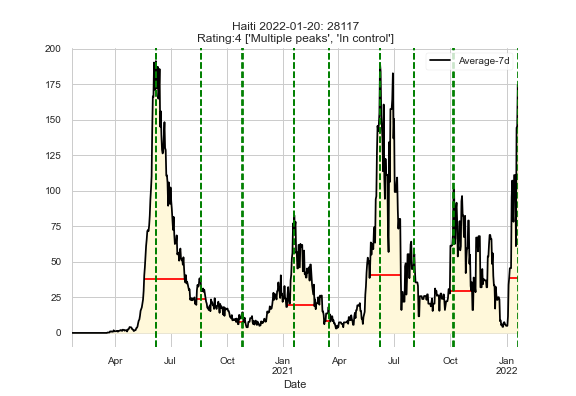 Haiti 2022-01-20: 28117
Rating:4 ['Multiple peaks', 'In control']
Average-7d
200
175
150
125
100
75
50
25
0
Apr
Jul
Oct
Jan
2021
Apr
Jul
Oct
Jan
2022
Date